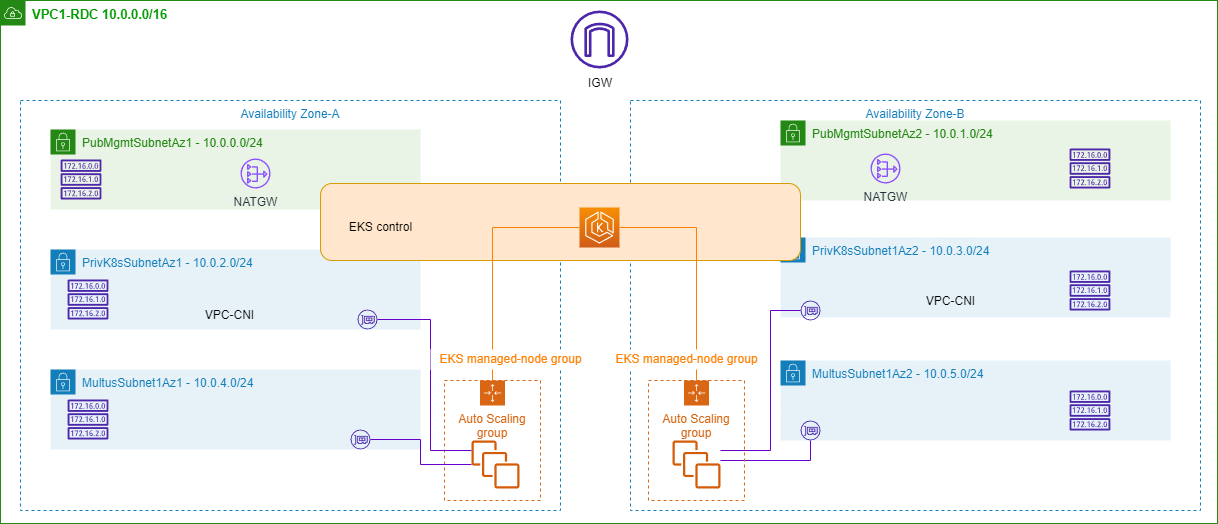 VPC1-RDC 10.0.0.0/16
IGW
Availability Zone-A
PubMgmtSubnetAz1 - 10.0.0.0/24
172.16.0.0
172.16.1.0
172.16.2.0
NATGW
Availability Zone-B
PubMgmtSubnetAz2 - 10.0.1.0/24
172.16.0.0
172.16.1.0
172.16.2.0
NATGW
EKS control
K
PrivK8sSubnetAz1 - 10.0.2.0/24
172.16.0.0
172.16.1.0
172.16.2.0
VPC-CNI
PrivK8sSubnet1Az2 - 10.0.3.0/24
VPC-CNI
172.16.0.0
172.16.1.0
172.16.2.0
EKS managed-node group
EKS managed-node group
MultusSubnet1Az1 - 10.0.4.0/24
172.16.0.0
172.16.1.0
172.16.2.0
Auto Scaling
group
Auto Scaling
group
MultusSubnet1Az2 - 10.0.5.0/24
172.16.0.0
172.16.1.0
172.16.2.0